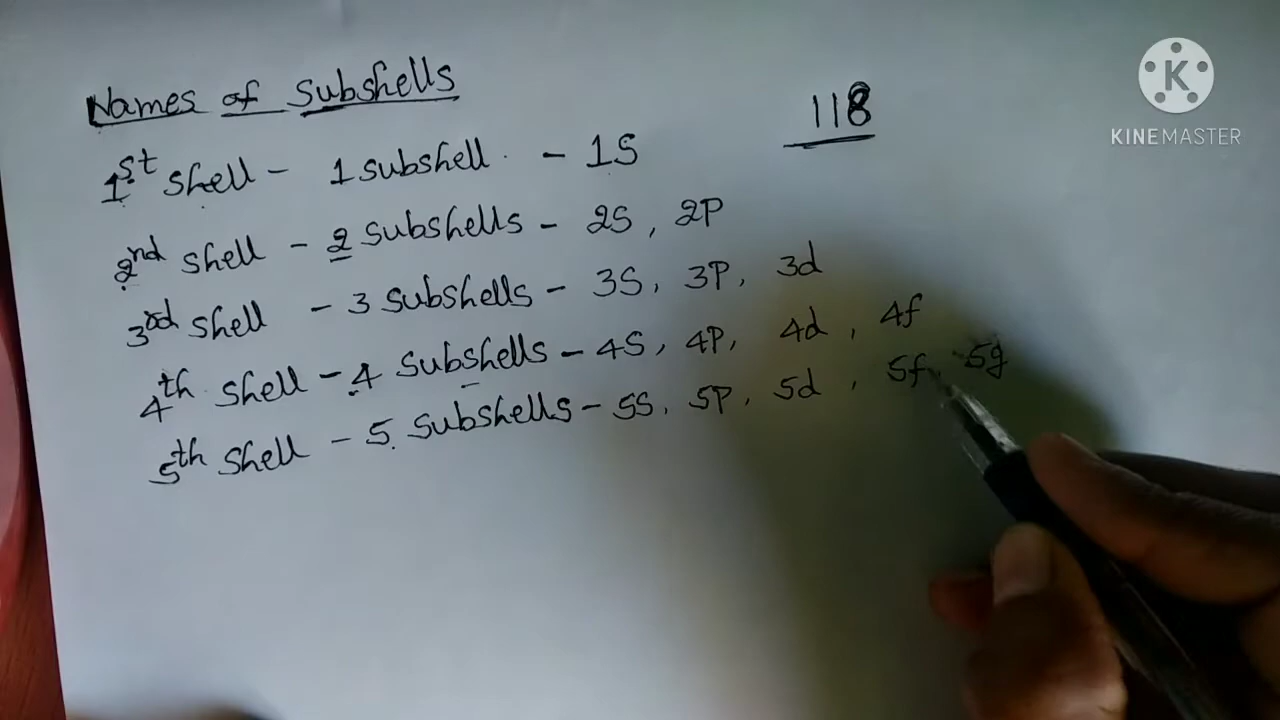 Names of Subshells
118
1st shell - 1 subshell - 1S
2nd shell - 2 subshells - 2S, 2P
3rd shell - 3 subshells - 3S, 3P, 3d
4th shell - 4 subshells - 4S, 4P, 4d, 4f
5th shell - 5 subshells - 5S, 5P, 5d, 5f, 5g
K
KINEMASTER